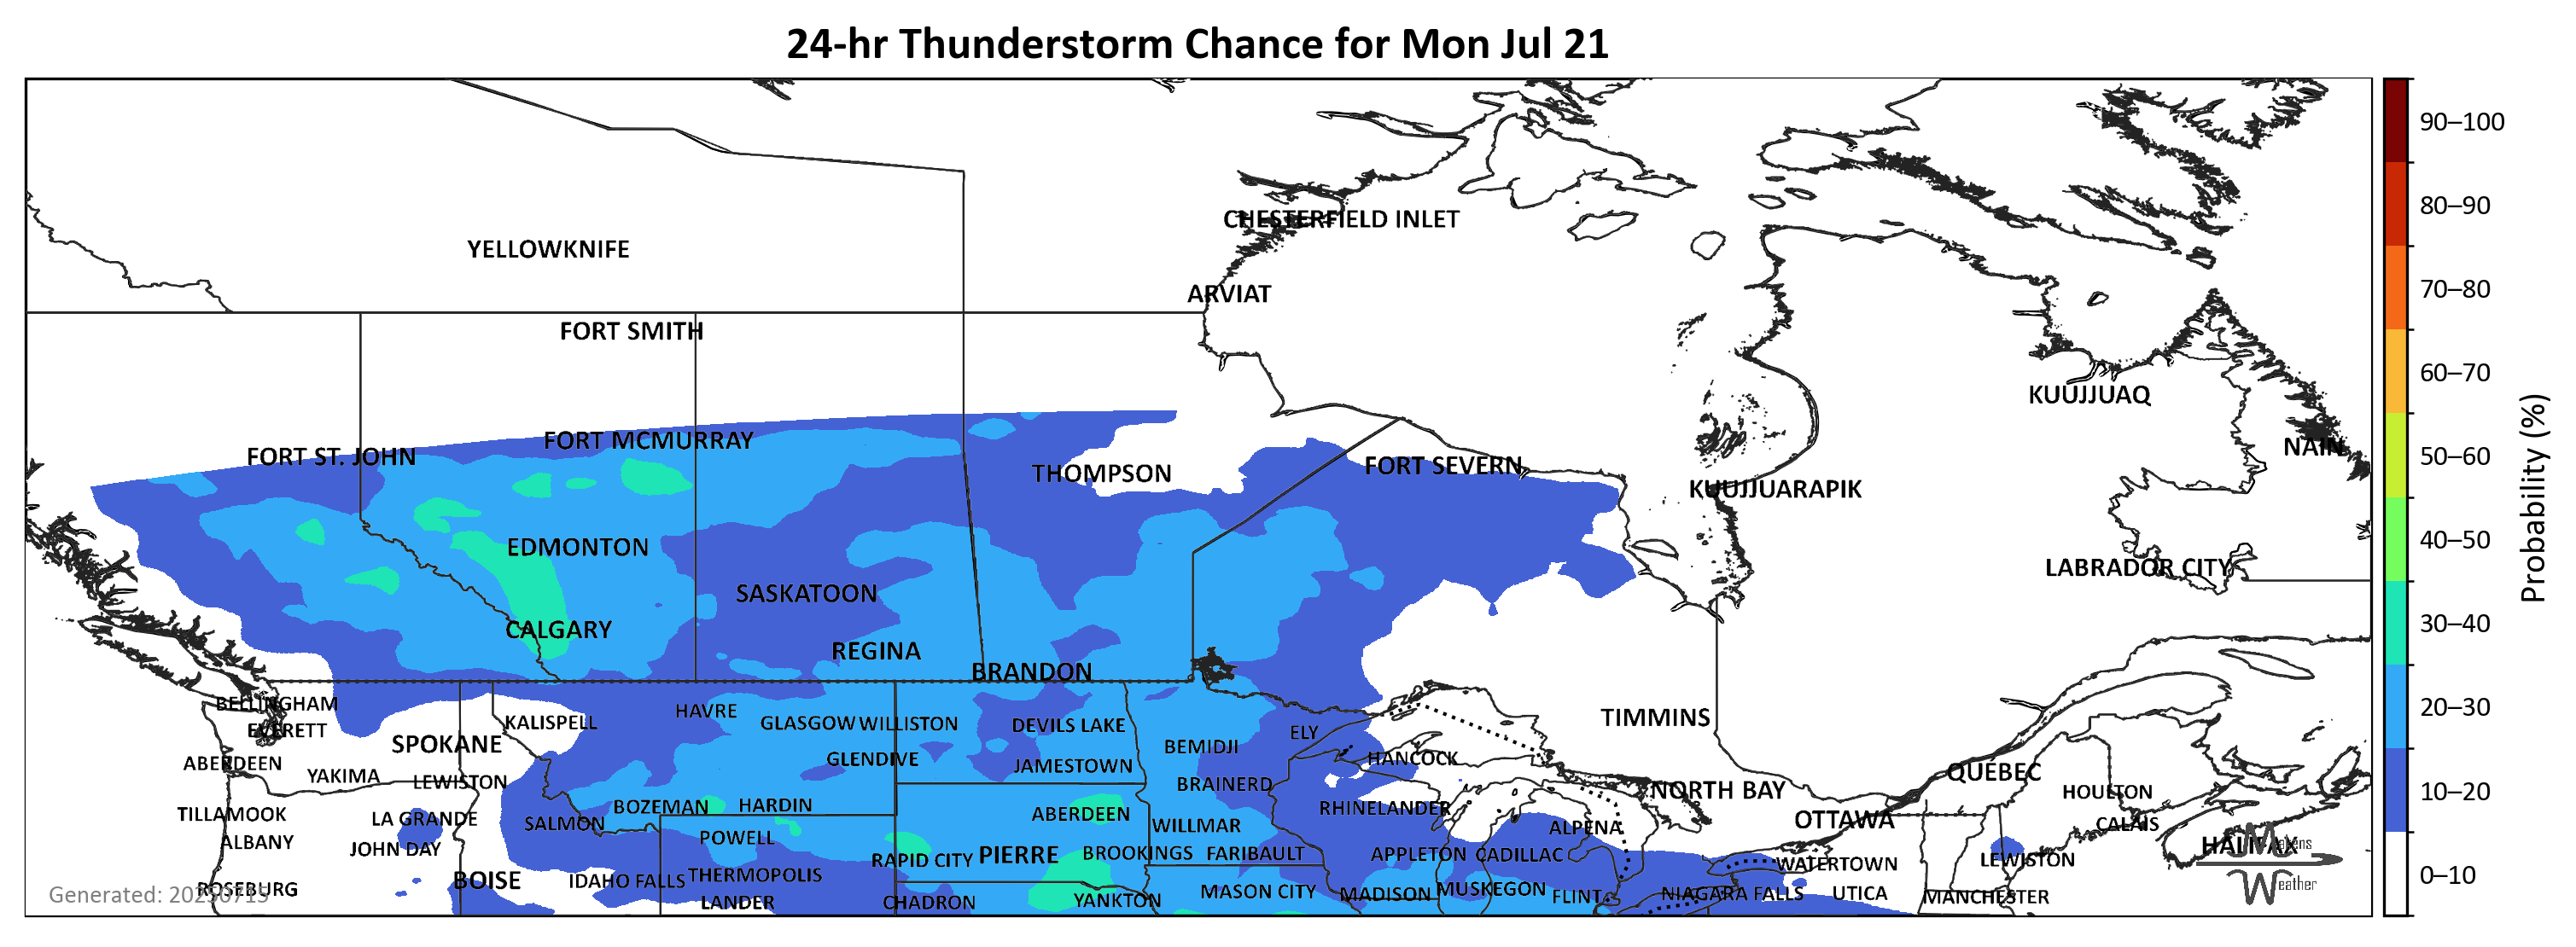 24-hr Thunderstorm Chance for Mon Jul 21
90–100
80–90
CHESTERFIELD INLET
YELLOWKNIFE
70–80
ARVIAT
FORT SMITH
60–70
KUUJJUAQ
FORT MCMURRAY
NAIN
FORT ST. JOHN
50–60
FORT SEVERN
THOMPSON
KUUJJUARAPIK
Probability (%)
40–50
EDMONTON
LABRADOR CITY
SASKATOON
30–40
CALGARY
REGINA
BRANDON
BELLINGHAM
20–30
HAVRE
TIMMINS
KALISPELL
GLASGOW WILLISTON
DEVILS LAKE
EVERETT
ELY
SPOKANE
BEMIDJI
GLENDIVE
HANCOCK
ABERDEEN
JAMESTOWN
QUÉBEC
YAKIMA
LEWISTON
BRAINERD
NORTH BAY
HOULTON
10–20
BOZEMAN
HARDIN
RHINELANDER
TILLAMOOK
ABERDEEN
LA GRANDE
OTTAWA
SALMON
WILLMAR
ALPENA
CALAIS
POWELL
ALBANY
HALIFAX
Makens
JOHN DAY
BROOKINGS
FARIBAULT
PIERRE
APPLETON
CADILLAC
RAPID CITY
LEWISTON
WATERTOWN
THERMOPOLIS
0–10
BOISE
IDAHO FALLS
Weather
ROSEBURG
MUSKEGON
MASON CITY
MADISON
NIAGARA FALLS
UTICA
Generated: 20250715
FLINT
MANCHESTER
YANKTON
LANDER
CHADRON